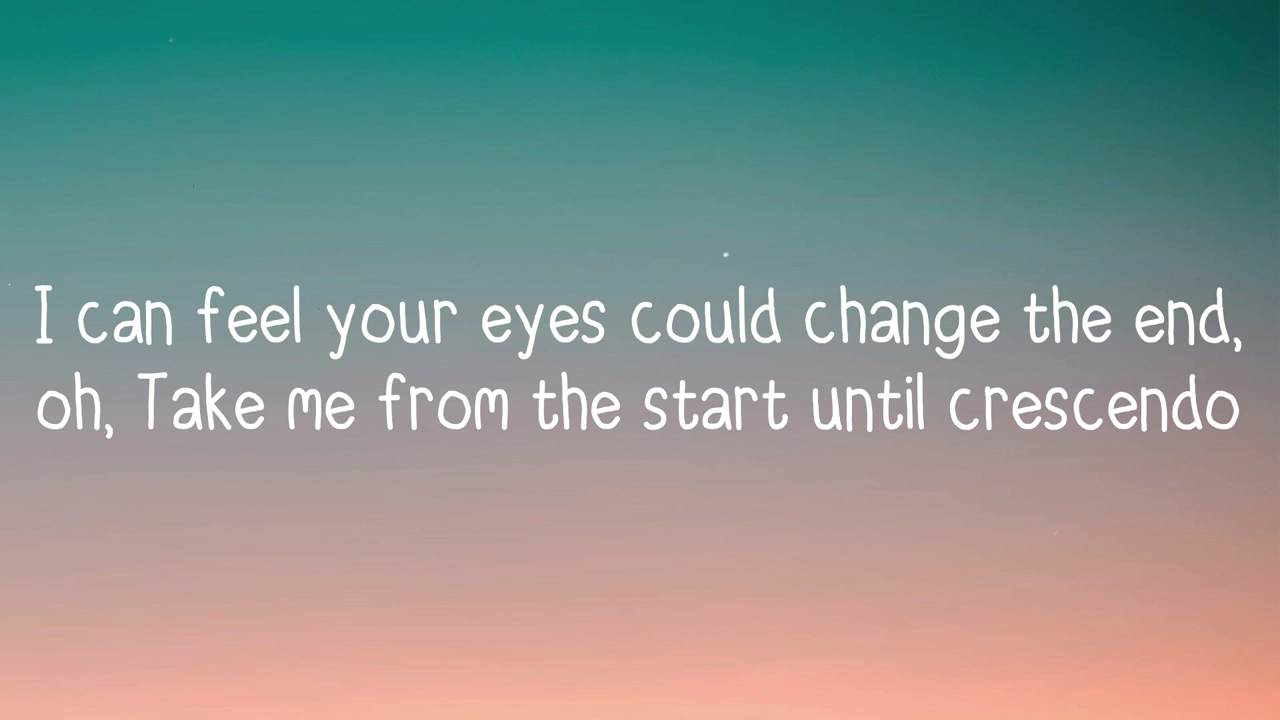 I can feel your eyes could change the end,
oh, Take me from the start until crescendo